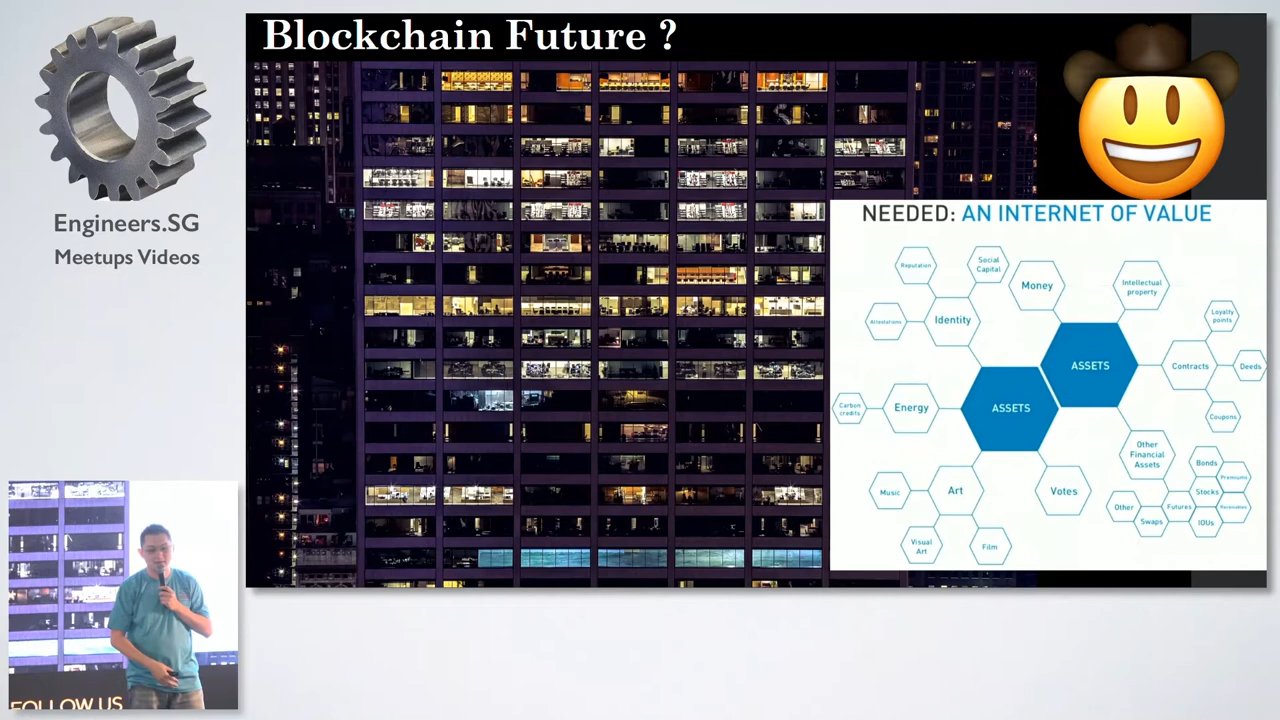 Blockchain Future ?
Engineers.SG
Meetups Videos
NEEDED: AN INTERNET OF VALUE
Reputation
Social
Capital
Money
Intellectual
property
Attestations
Identity
Loyalty
points
ASSETS
Contracts
Deeds
Carbon
credits
Energy
ASSETS
Coupons
Other
Financial
Assets
Bonds
Premiums
Music
Art
Votes
Stocks
Other
Futures
Receivables
Swaps
IOUs
Visual
Art
Film
FOLLOW US